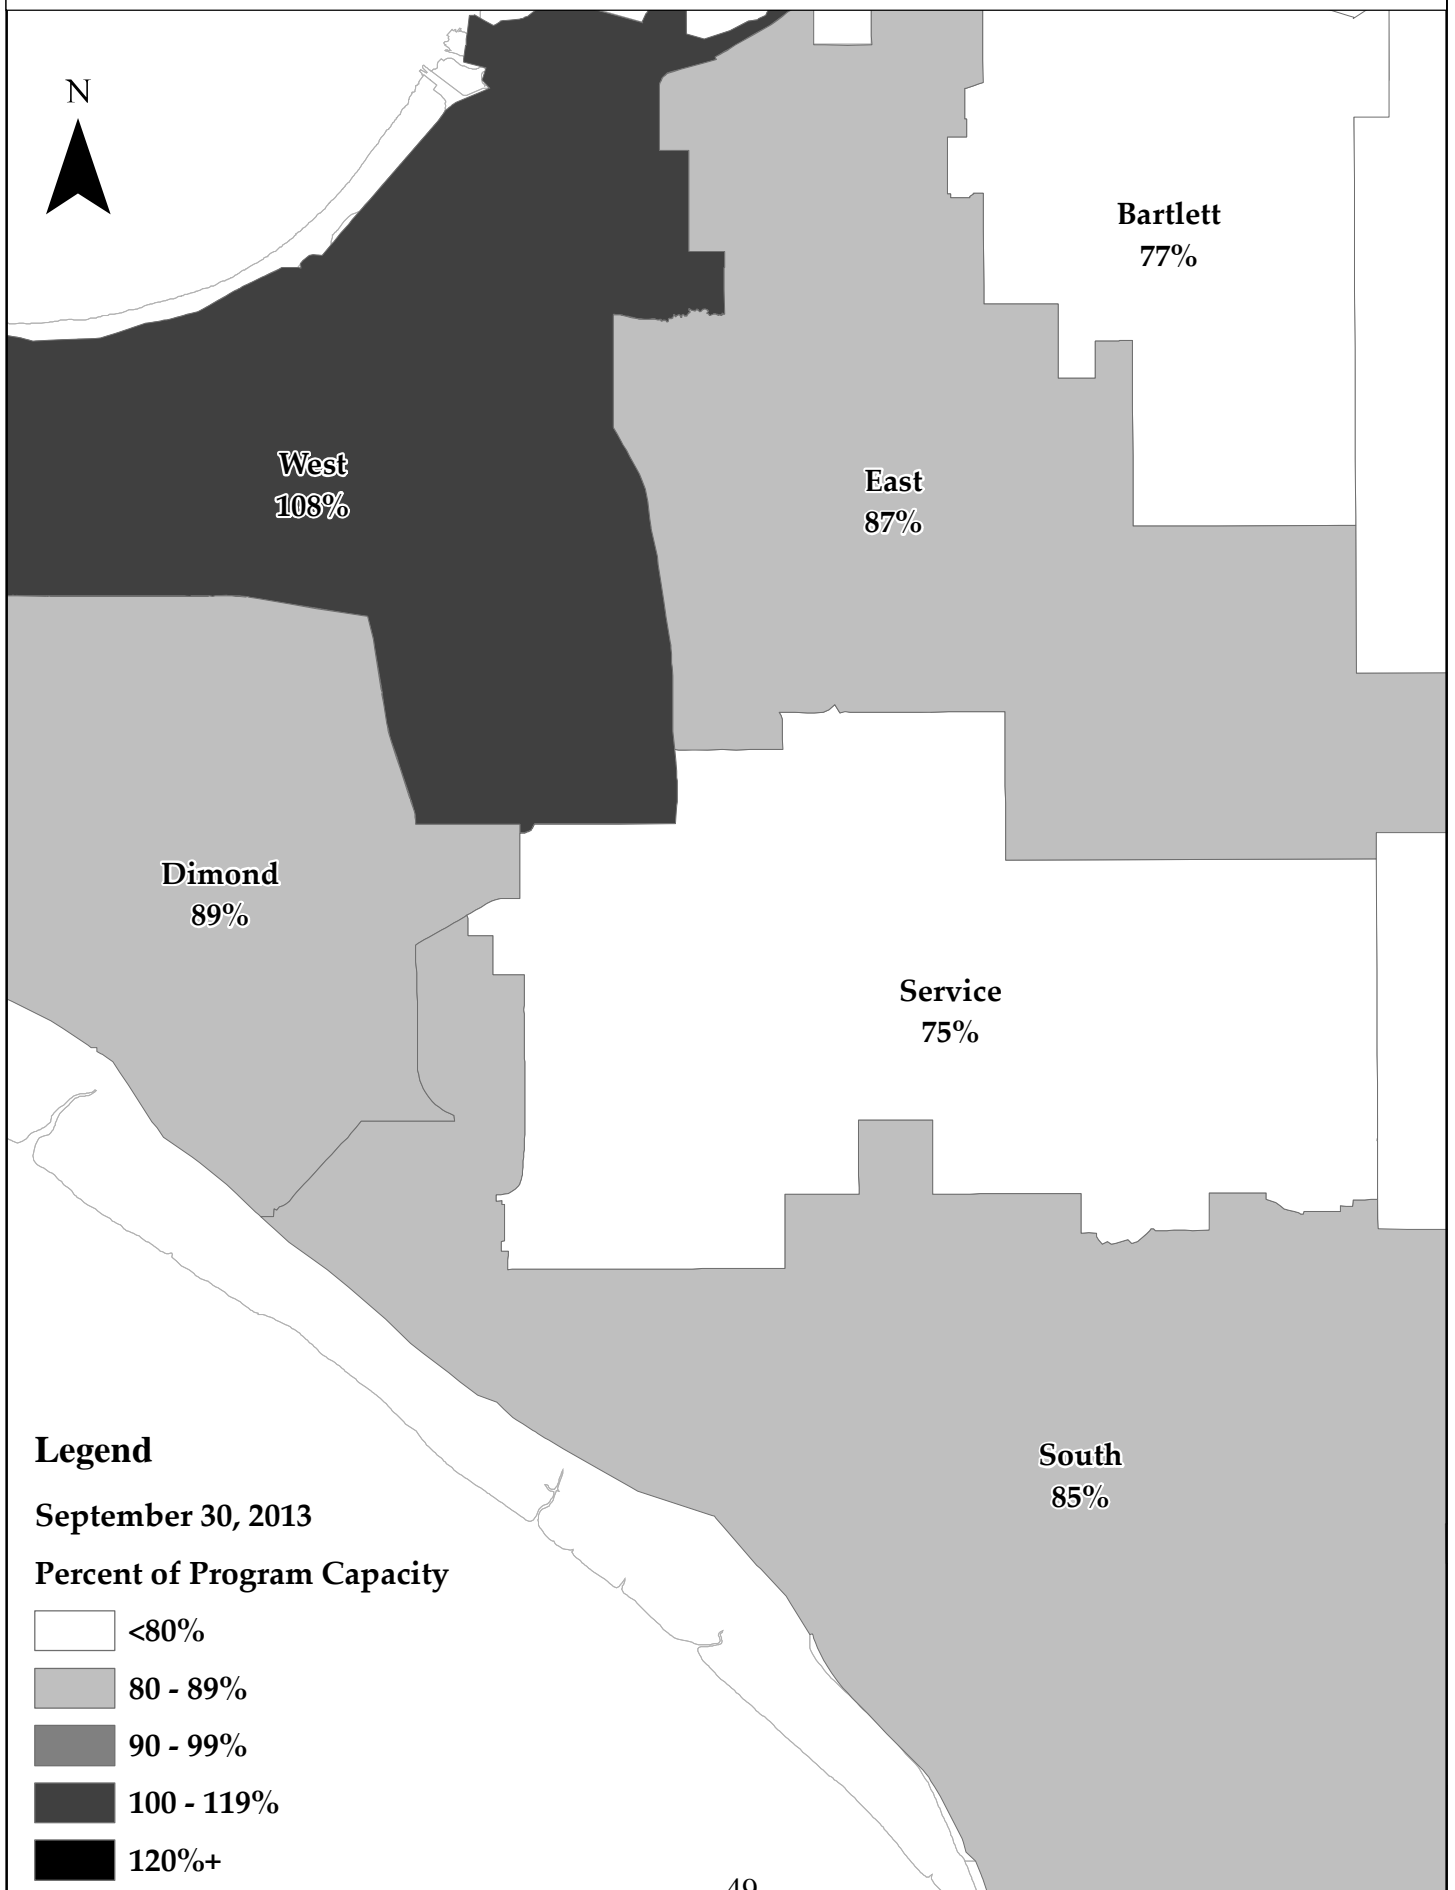 N
Bartlett
77%
West
108%
East
87%
Dimond
89%
Service
75%
South
85%
Legend
September 30, 2013
Percent of Program Capacity
<80%
80 - 89%
90 - 99%
100 - 119%
120%+
49